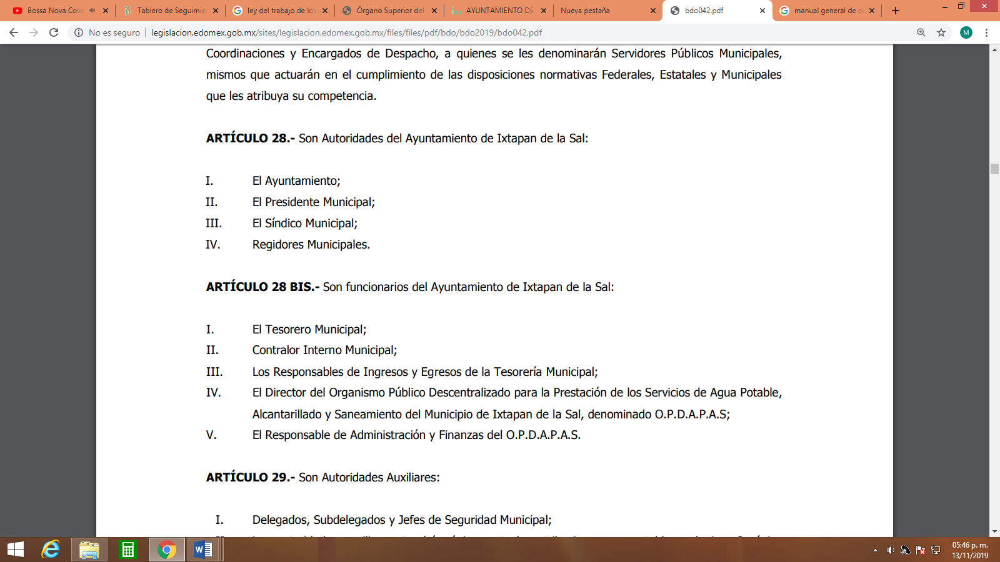 Bossa Nova Cove
Tablero de Seguimie
ley del trabajo de los
Órgano Superior del
AYUNTAMIENTO DE
Nueva pestaña
bdo042.pdf
manual general de o
No es seguro
legislacion.edomex.gob.mx/sites/legislacion.edomex.gob.mx/files/files/pdf/bdo/bdo2019/bdo042.pdf
M
Coordinaciones y Encargados de Despacho, a quienes se les denominarán Servidores Públicos Municipales,
mismos que actuarán en el cumplimiento de las disposiciones normativas Federales, Estatales y Municipales
que les atribuya su competencia.
ARTÍCULO 28.- Son Autoridades del Ayuntamiento de Ixtapan de la Sal:
I. El Ayuntamiento;
II. El Presidente Municipal;
III. El Síndico Municipal;
IV. Regidores Municipales.
ARTÍCULO 28 BIS.- Son funcionarios del Ayuntamiento de Ixtapan de la Sal:
I. El Tesorero Municipal;
II. Contralor Interno Municipal;
III. Los Responsables de Ingresos y Egresos de la Tesorería Municipal;
IV. El Director del Organismo Público Descentralizado para la Prestación de los Servicios de Agua Potable,
Alcantarillado y Saneamiento del Municipio de Ixtapan de la Sal, denominado O.P.D.A.P.A.S;
V. El Responsable de Administración y Finanzas del O.P.D.A.P.A.S.
ARTÍCULO 29.- Son Autoridades Auxiliares:
I. Delegados, Subdelegados y Jefes de Seguridad Municipal;
05:46 p. m.
13/11/2019